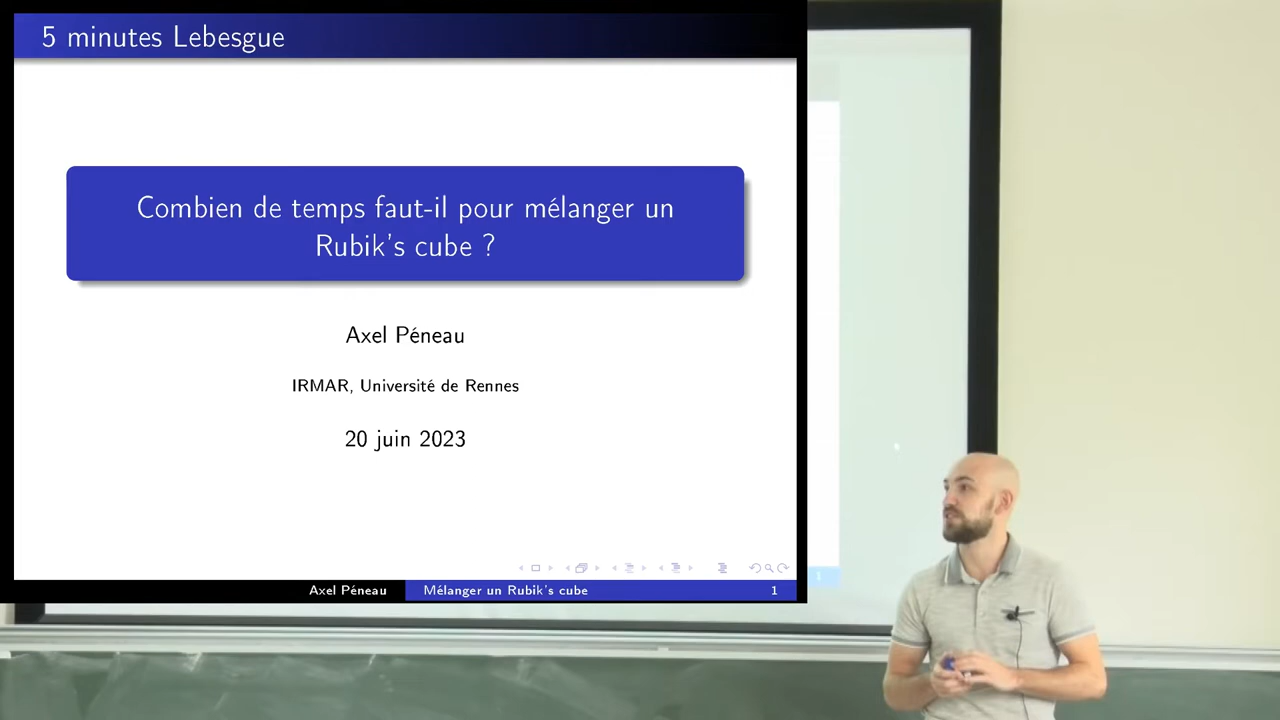 5 minutes Lebesgue
Combien de temps faut-il pour mélanger un
Rubik's cube ?
Axel Péneau
IRMAR, Université de Rennes
20 juin 2023
Axel Péneau
Mélanger un Rubik's cube
1
1